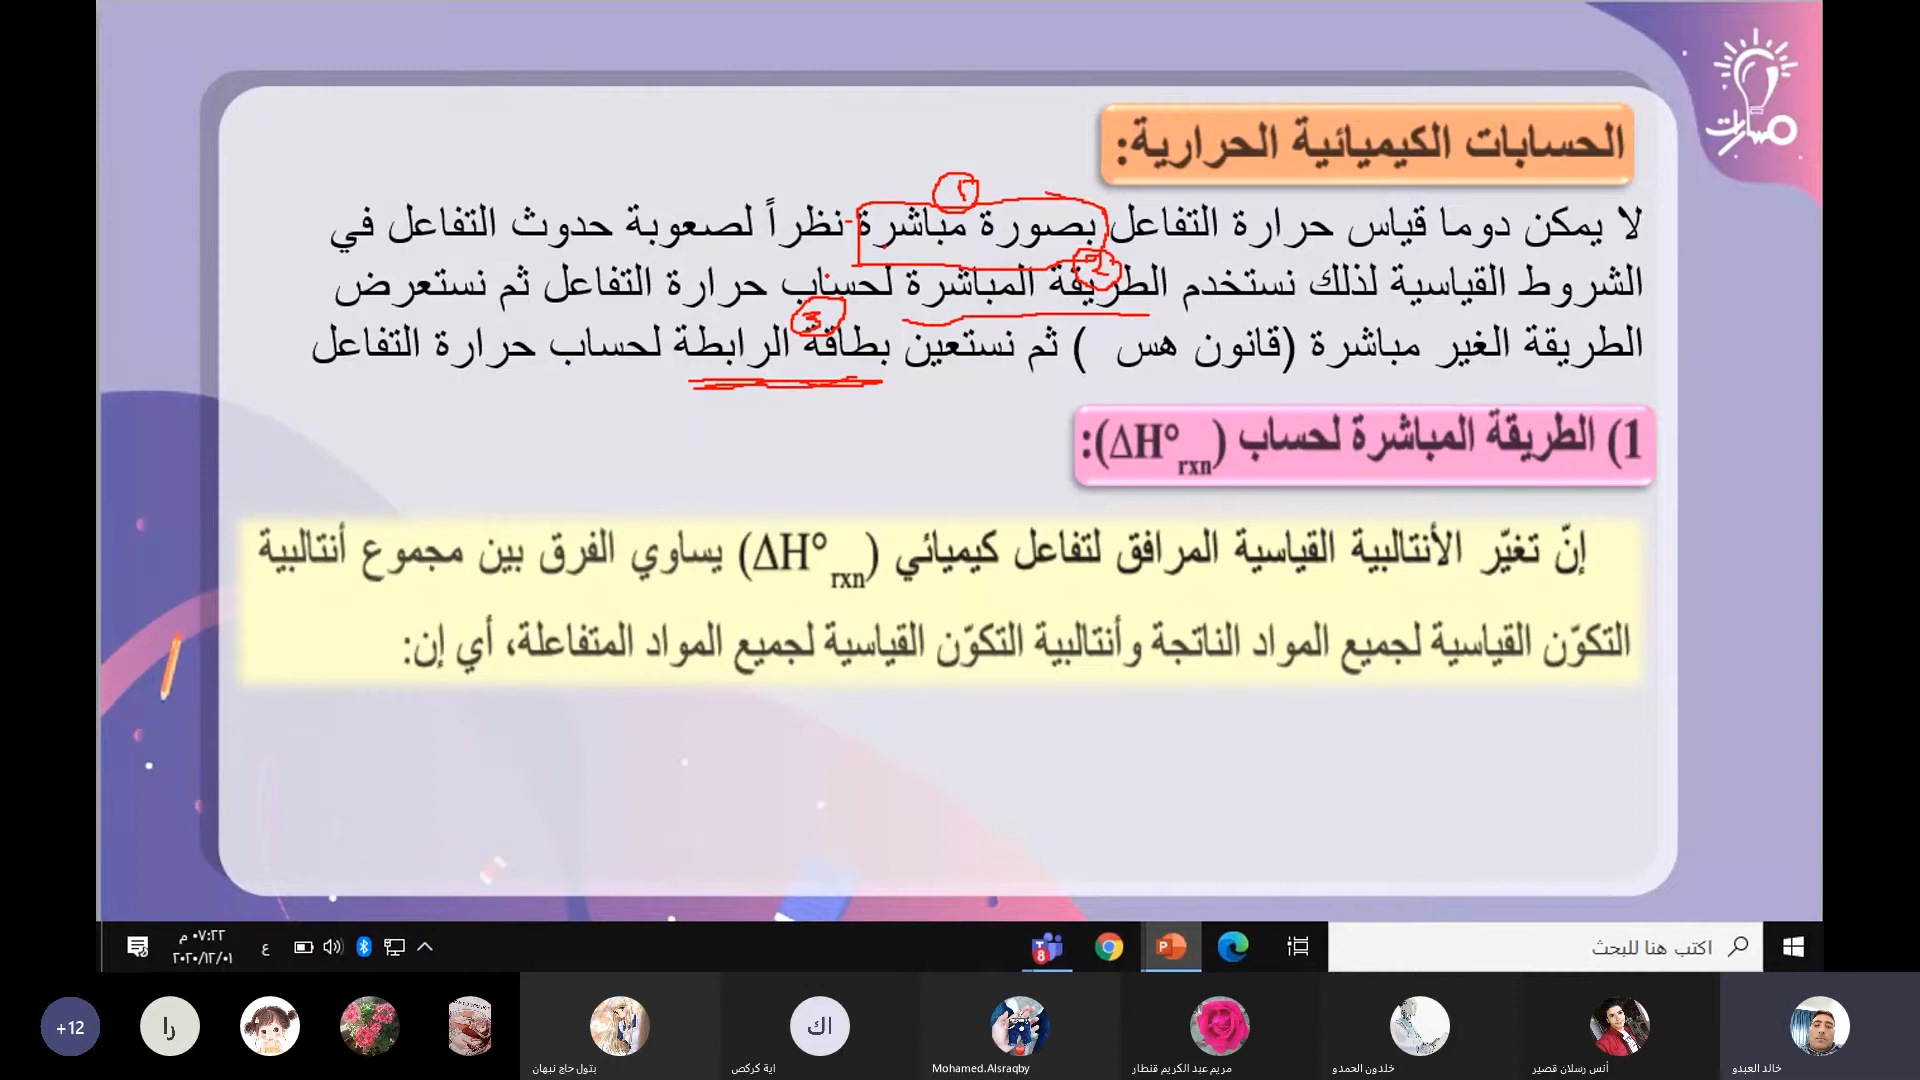 مسارات
الحسابات الكيميائية الحرارية:
لا يمكن دوما قياس حرارة التفاعل بصورة مباشرة نظراً لصعوبة حدوث التفاعل في
الشروط القياسية لذلك نستخدم الطريقة المباشرة لحساب حرارة التفاعل ثم نستعرض
الطريقة الغير مباشرة (قانون هس ) ثم نستعين بطاقة الرابطة لحساب حرارة التفاعل
2
3
1) الطريقة المباشرة لحساب (ΔH°rxn):
إنّ تغيّر الأنتالبية القياسية المرافق لتفاعل كيميائي (ΔH°rxn) يساوي الفرق بين مجموع أنتالبية
التكوّن القياسية لجميع المواد الناتجة وأنتالبية التكوّن القياسية لجميع المواد المتفاعلة، أي إن:
اكتب هنا للبحث
8
ع
٠٧:٢٢ م
٢٠٢٠/١٢/٠١
خالد العبدو
أنس رسلان قصير
خلدون الحمدو
مريم عبد الكريم قنطار
Mohamed.Alsraqby
اك
اية كركص
بتول حاج نبهان
را
+12